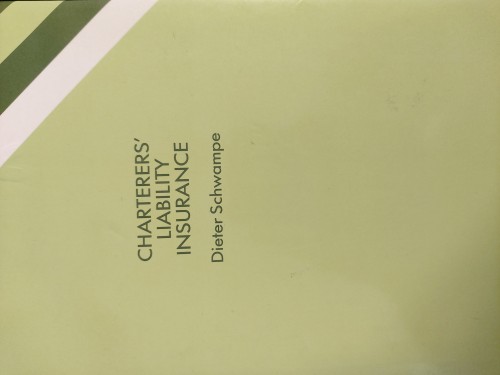 CHARTERERS'
LIABILITY
INSURANCE
Dieter Schwampe